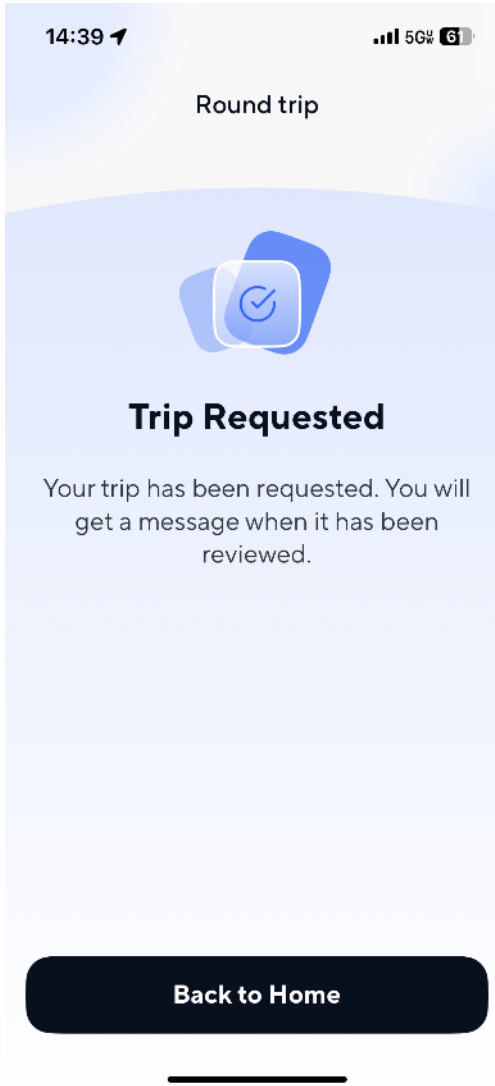 14:39 5GUW 61
Round trip
Trip Requested
Your trip has been requested. You will
get a message when it has been
reviewed.
Back to Home